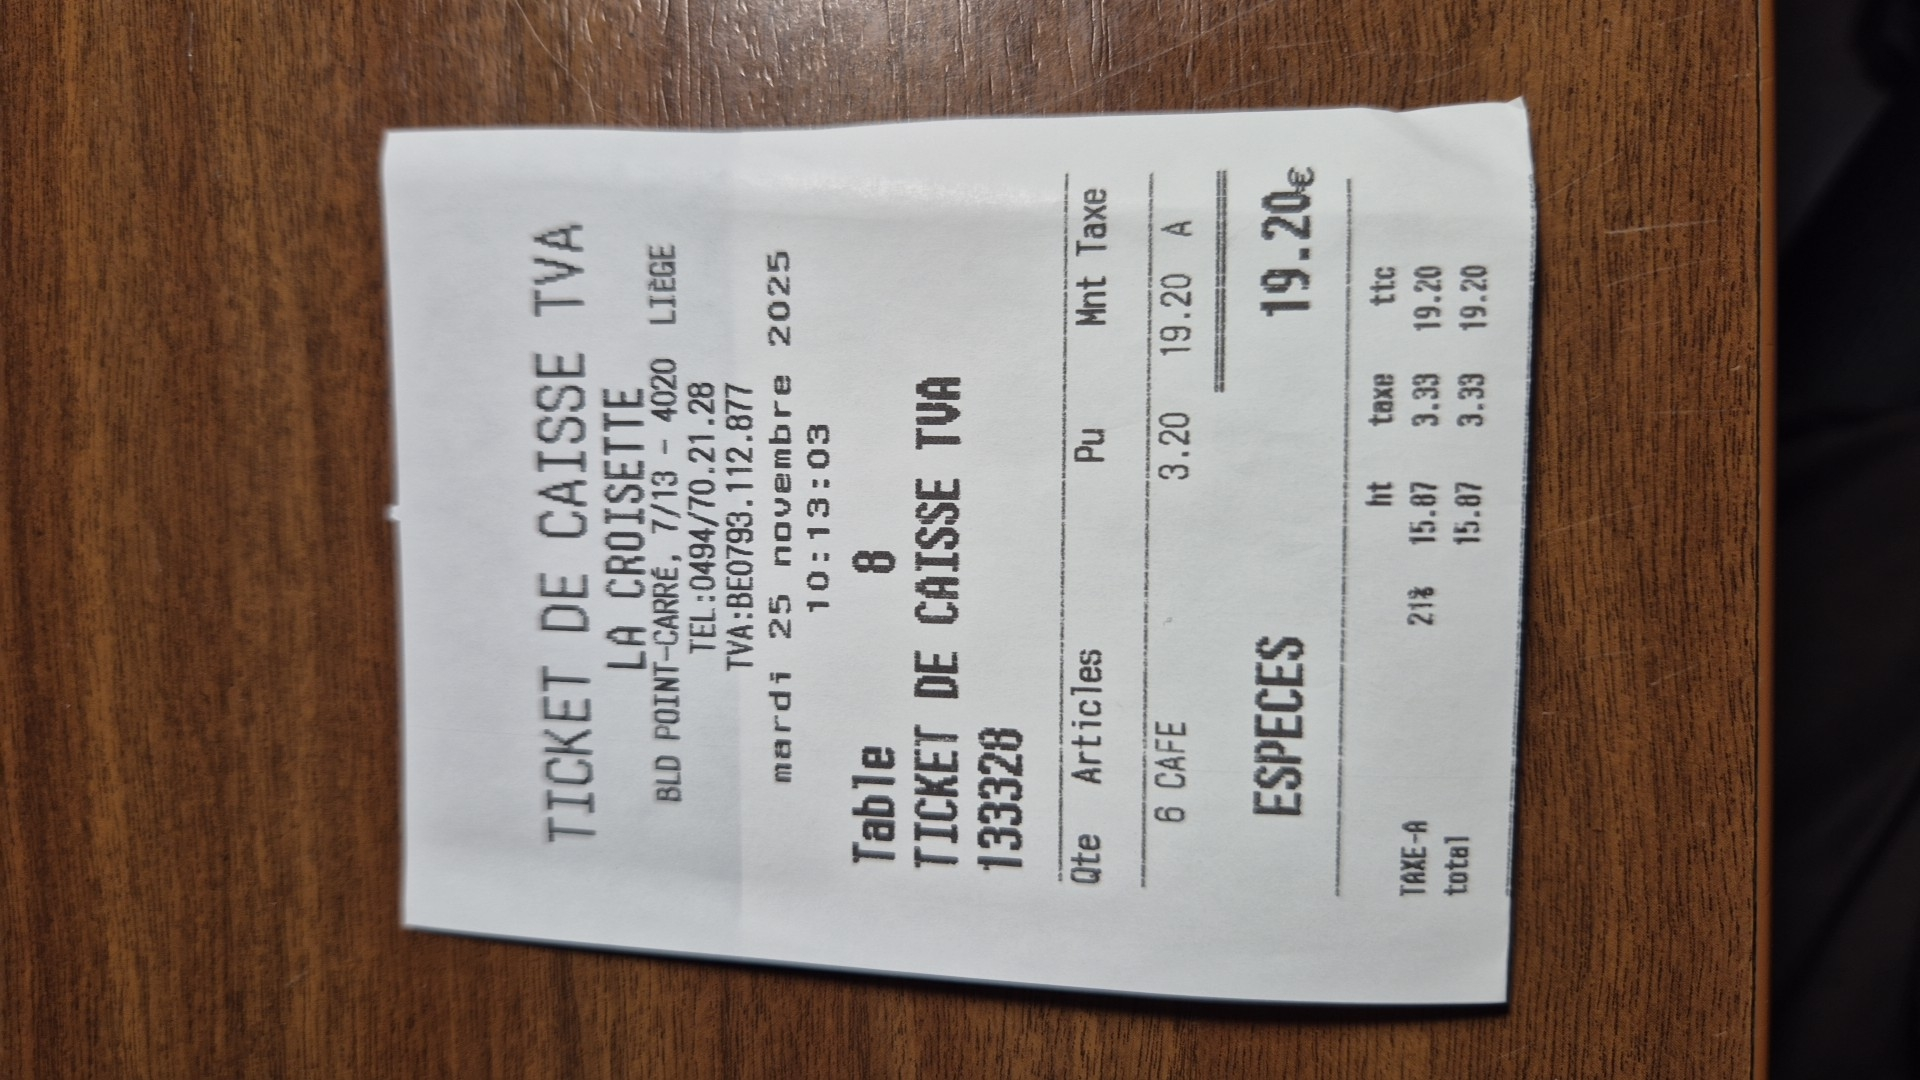 TICKET DE CAISSE TVA
LA CROISETTE
BLD POINT-CARRÉ, 7/13 - 4020 LIÈGE
TEL:0494/70.21.28
TVA:BE0793.112.877
mardi 25 novembre 2025
10:13:03
Table 8
TICKET DE CAISSE TVA
133328
Qte Articles Pu Mnt Taxe
6 CAFE 3.20 19.20 A
ESPECES 19.20€
ht taxe ttc
TAXE-A 21% 15.87 3.33 19.20
total 15.87 3.33 19.20